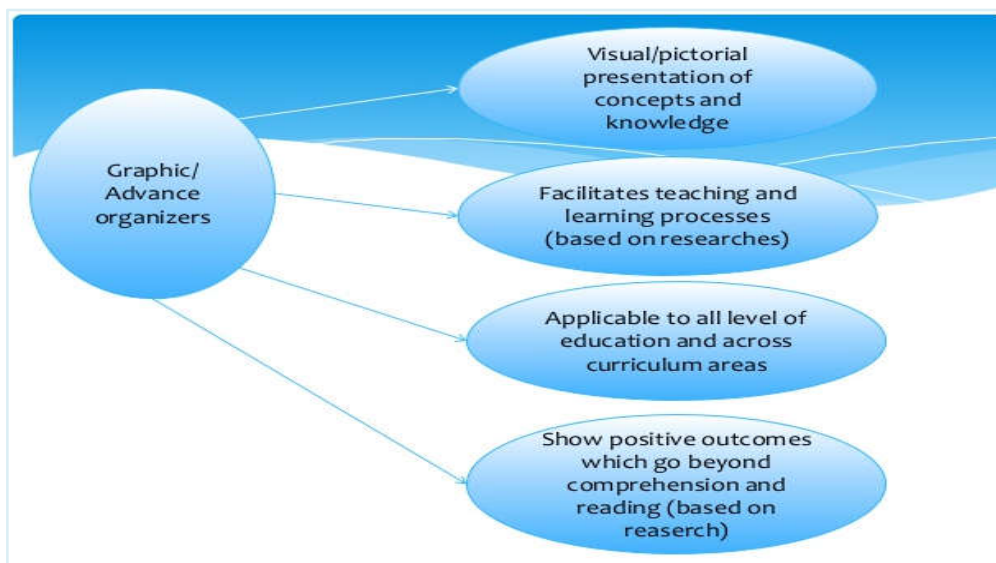 Graphic/
Advance
organizers
Visual/pictorial
presentation of
concepts and
knowledge
Facilitates teaching and
learning processes
(based on researches)
Applicable to all level of
education and across
curriculum areas
Show positive outcomes
which go beyond
comprehension and
reading (based on
reaserch)